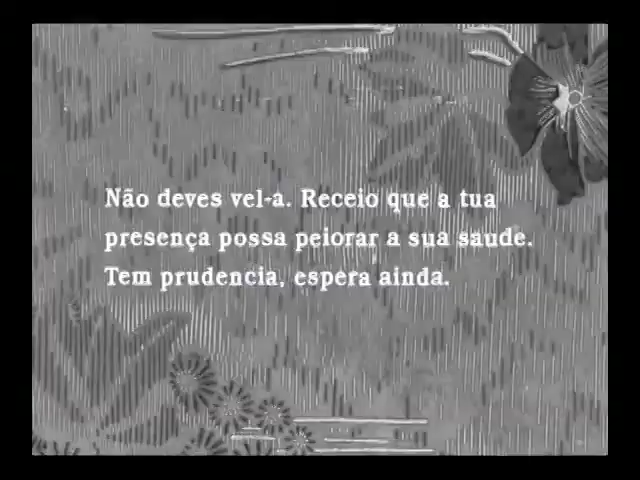 Não deves vel-a. Receio que a tua
presença possa peiorar a sua saude.
Tem prudencia, espera ainda.